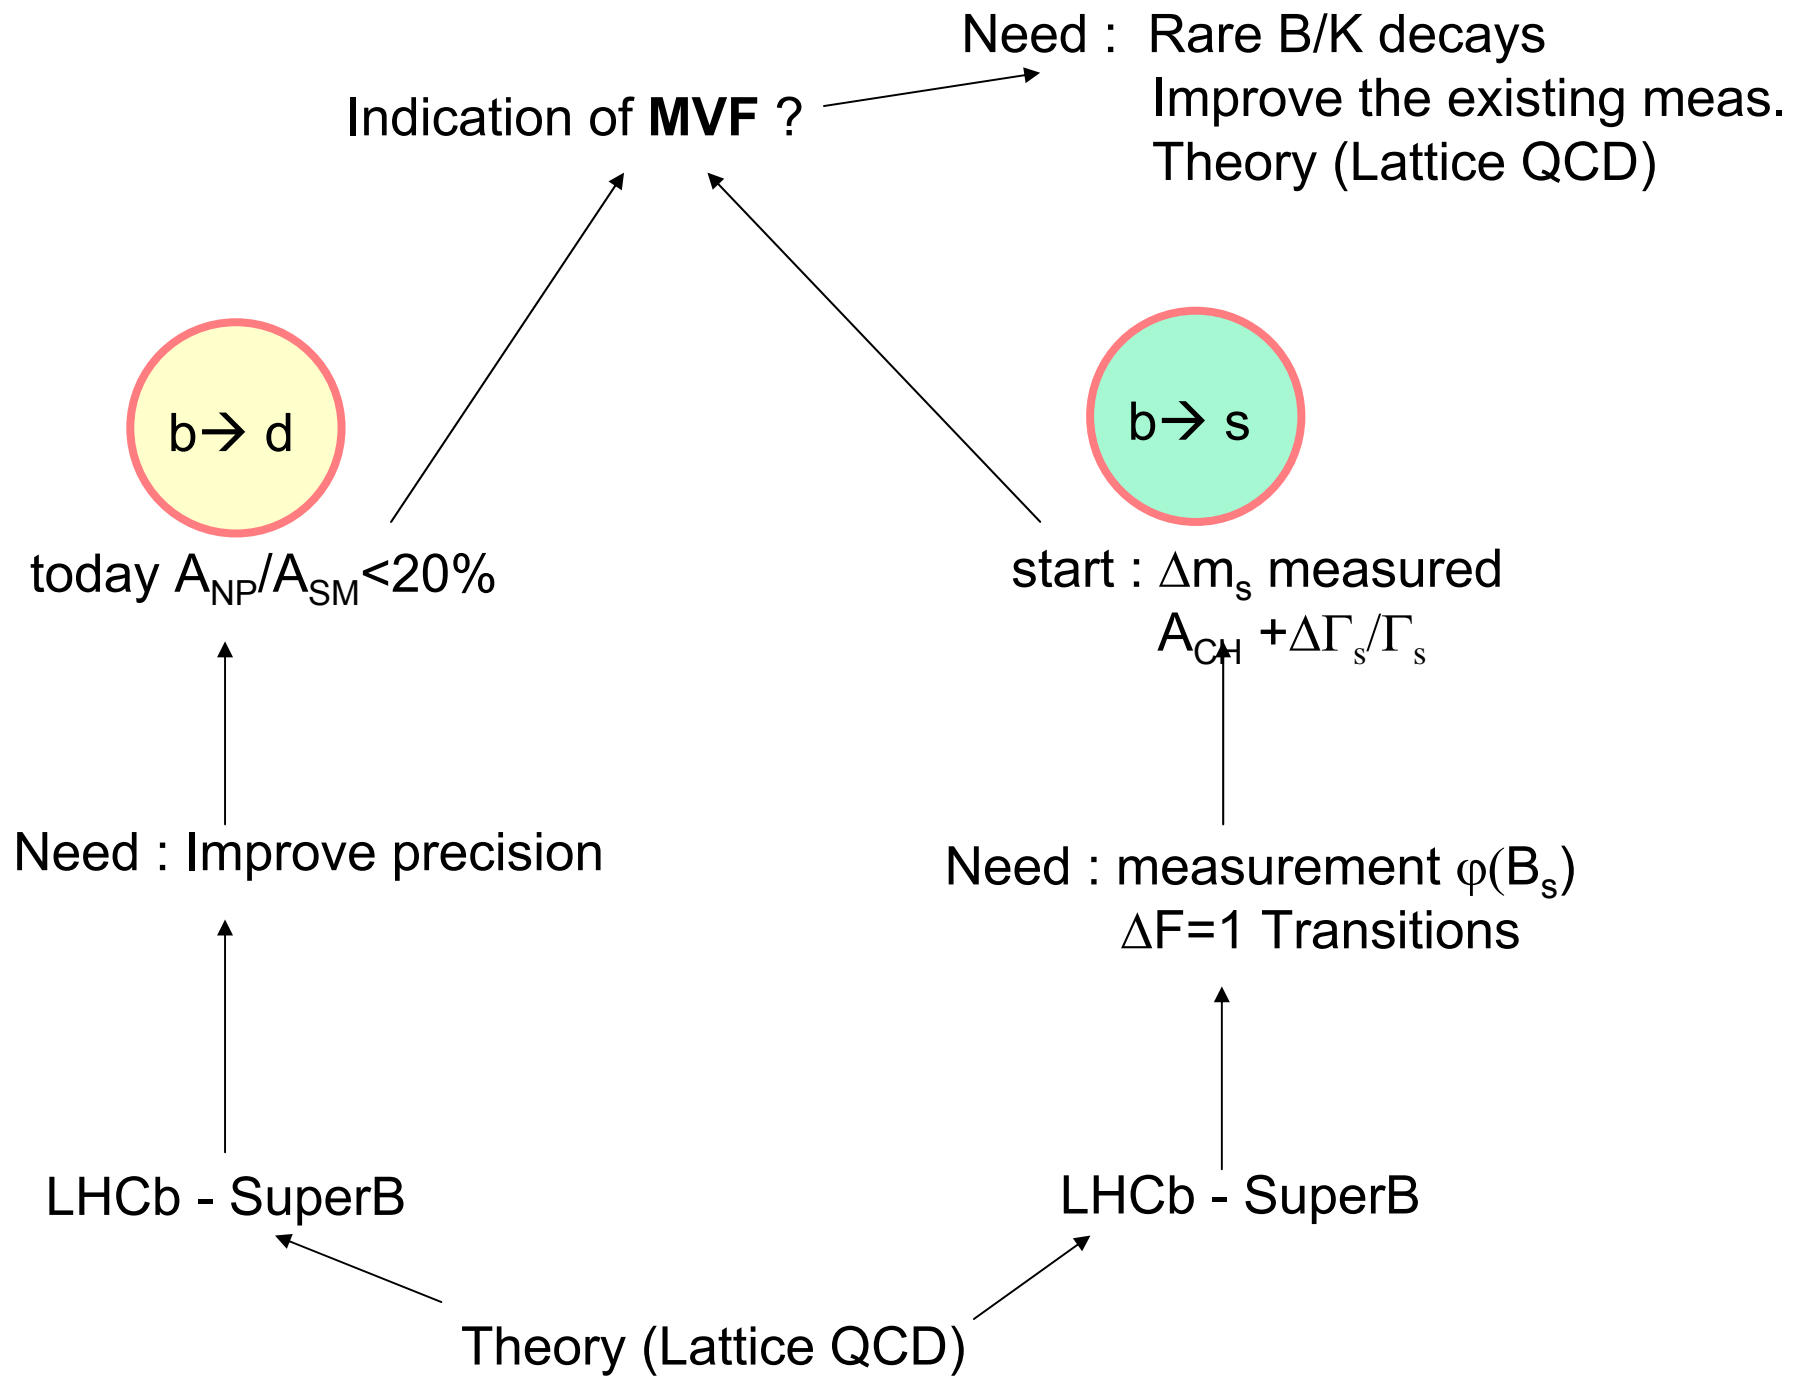 Need : Rare B/K decays
Improve the existing meas.
Theory (Lattice QCD)
Indication of MVF ?
b→ d
b→ s
today A_NP/A_SM<20%
start : Δm_s measured
A_CH +ΔΓ_s/Γ_s
Need : Improve precision
Need : measurement φ(B_s)
ΔF=1 Transitions
LHCb - SuperB
LHCb - SuperB
Theory (Lattice QCD)